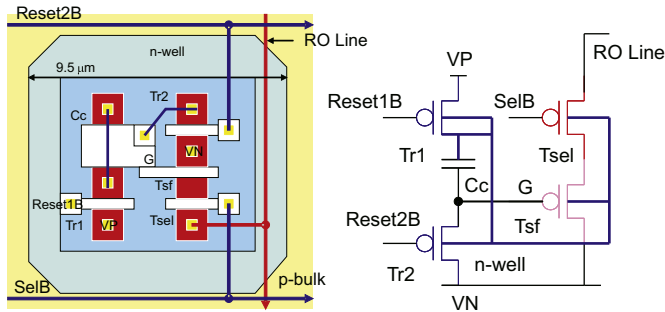 Reset2B
n-well
RO Line
9.5 μm
Cc
Tr2
VN
G
Tsf
Reset1B
Tr1
VP
Tsel
SelB
p-bulk
RO Line
VP
Reset1B
SelB
Tr1
Tsel
Cc
G
Reset2B
Tsf
Tr2
n-well
VN